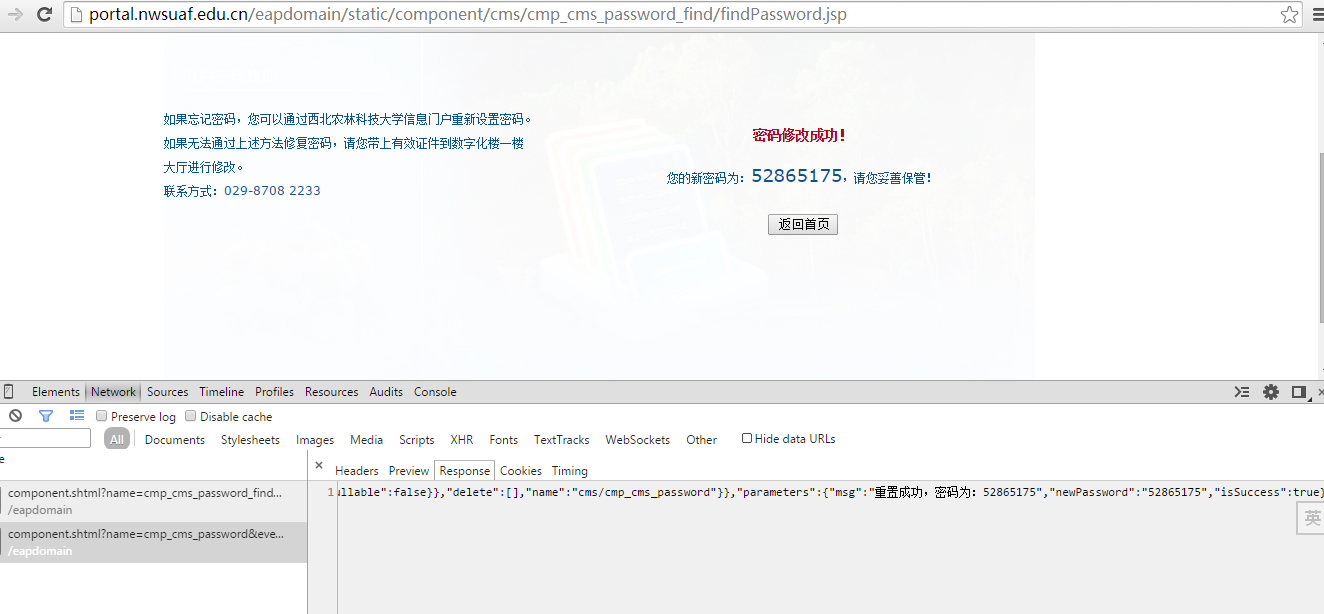 portal.nwsuaf.edu.cn/eapdomain/static/component/cms/cmp_cms_password_find/findPassword.jsp
如果忘记密码，您可以通过西北农林科技大学信息门户重新设置密码。
如果无法通过上述方法修复密码，请您带上有效证件到数字化楼一楼
大厅进行修改。
联系方式：029-8708 2233
密码修改成功！
您的新密码为：52865175，请您妥善保管！
返回首页
Elements Network Sources Timeline Profiles Resources Audits Console
Preserve log Disable cache
All Documents Stylesheets Images Media Scripts XHR Fonts TextTracks WebSockets Other Hide data URLs
e
× Headers Preview Response Cookies Timing
component.shtml?name=cmp_cms_password_find...
/eapdomain
component.shtml?name=cmp_cms_password&eve...
/eapdomain
1 ullable":false}},"delete":[],"name":"cms/cmp_cms_password"}},"parameters":{"msg":"重置成功，密码为：52865175","newPassword":"52865175","isSuccess":true}
英